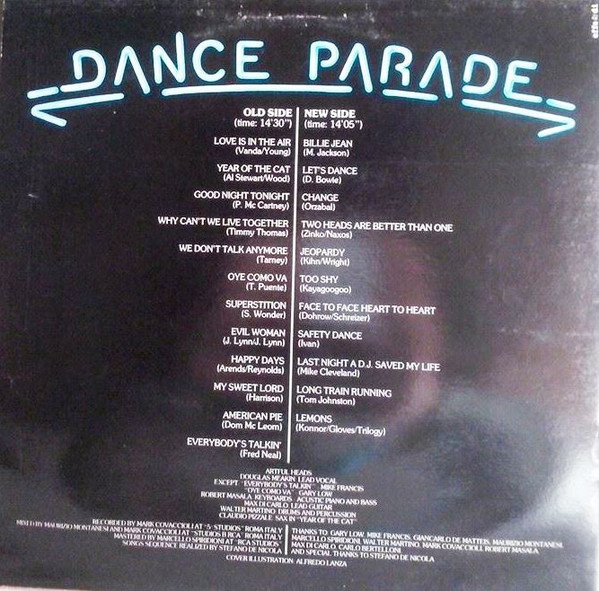 DANCE PARADE
OLD SIDE
(time: 14'30")
LOVE IS IN THE AIR
(Vanda/Young)
YEAR OF THE CAT
(Al Stewart/Wood)
GOOD NIGHT TONIGHT
(P. Mc Cartney)
WHY CAN'T WE LIVE TOGETHER
(Timmy Thomas)
WE DON'T TALK ANYMORE
(Tarney)
OYE COMO VA
(T. Puente)
SUPERSTITION
(S. Wonder)
EVIL WOMAN
(J. Lynn/J. Lynn)
HAPPY DAYS
(Arends/Reynolds)
MY SWEET LORD
(Harrison)
AMERICAN PIE
(Dom Mc Leom)
EVERYBODY'S TALKIN'
(Fred Neal)
NEW SIDE
(time: 14'05")
BILLIE JEAN
(M. Jackson)
LET'S DANCE
(D. Bowie)
CHANGE
(Orzabal)
TWO HEADS ARE BETTER THAN ONE
(Zinko/Naxos)
JEOPARDY
(Kihn/Wright)
TOO SHY
(Kayagoogoo)
FACE TO FACE HEART TO HEART
(Dohrow/Schreizer)
SAFETY DANCE
(Ivan)
LAST NIGHT A D.J. SAVED MY LIFE
(Mike Cleveland)
LONG TRAIN RUNNING
(Tom Johnston)
LEMONS
(Konnor/Gloves/Trilogy)
ARTFUL HEADS
DOUGLAS MEAKIN LEAD VOCAL
EXCEPT. "EVERYBODY'S TALKIN'" MIKE FRANCIS
"OYE COMO VA" GARY LOW
ROBERT MASALA KEYBOARDS ACUSTIC PIANO AND BASS
MAX DI CARLO, LEAD GUITAR
WALTER MARTINO DRUMS AND PERCUSSION
CLAUDIO PIZZALE SAX IN "YEAR OF THE CAT"
RECORDED BY MARK COVACCIOLI AT "5 STUDIOS" ROMA ITALY
MIXED BY MAURIZIO MONTANESI AND MARK COVACCIOLI AT "STUDIOS B RCA" ROMA ITALY
MASTERED BY MARCELLO SPIRIDIONI AT "RCA STUDIOS"
SONGS SEQUENCE REALIZED BY STEFANO DE NICOLA
THANKS TO: GARY LOW, MIKE FRANCIS, GIANCARLO DE MATTEIS, MAURIZIO MONTANESI,
MARCELLO SPIRIDIONI, WALTER MARTINO, MARK COVACCIOLI, ROBERT MASALA
MAX DI CARLO, CARLO BERTELLONI
AND SPECIAL THANKS TO STEFANO DE NICOLA
COVER ILLUSTRATION ALFREDO LANZA